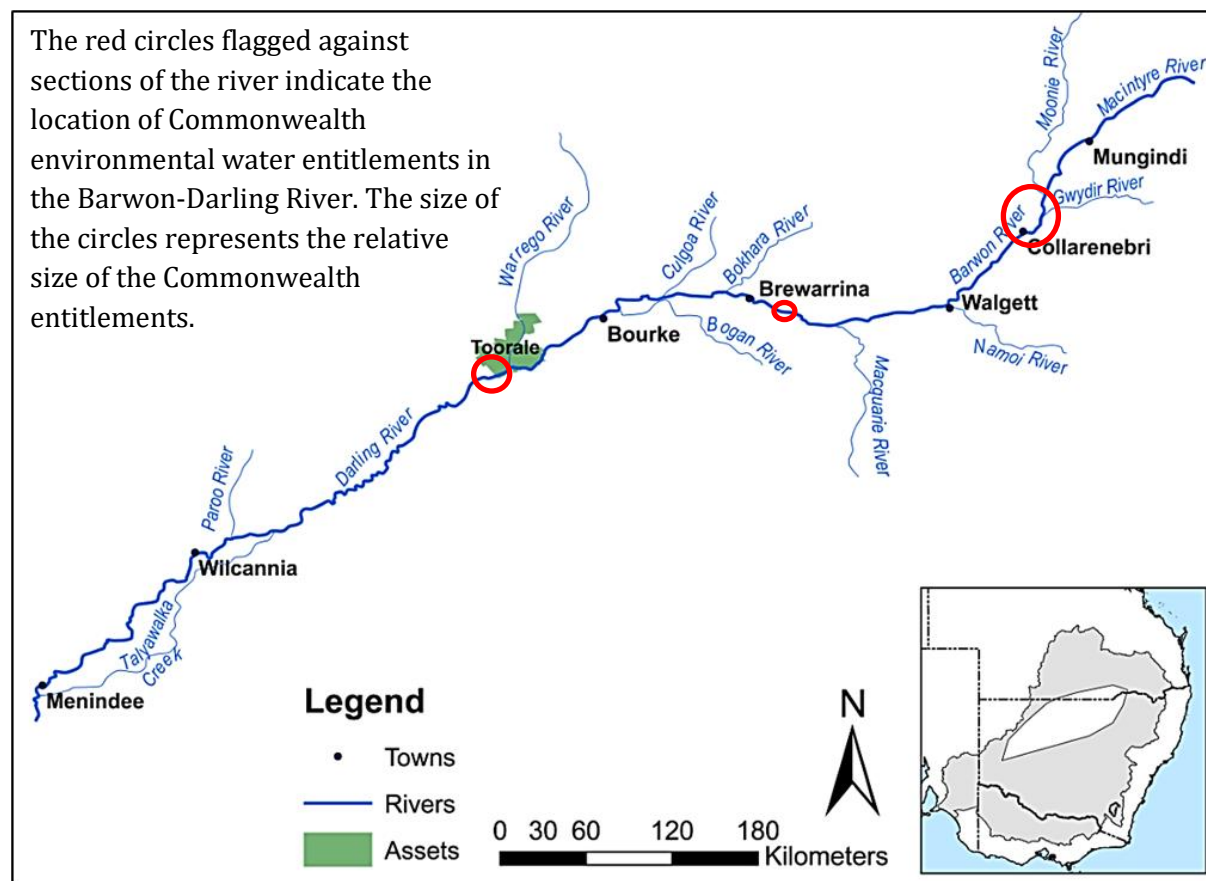 The red circles flagged against
sections of the river indicate the
location of Commonwealth
environmental water entitlements in
the Barwon-Darling River. The size of
the circles represents the relative
size of the Commonwealth
entitlements.
Moonie River
Macintyre River
Mungindi
Gwydir River
Barwon River
Collarenebri
Warrego River
Culgoa River
Bokhara River
Brewarrina
Walgett
Namoi River
Bourke
Bogan River
Macquarie River
Toorale
Darling River
Paroo River
Wilcannia
Talyawalka
Creek
Menindee
Legend
Towns
Rivers
Assets
N
0 30 60 120 180
Kilometers